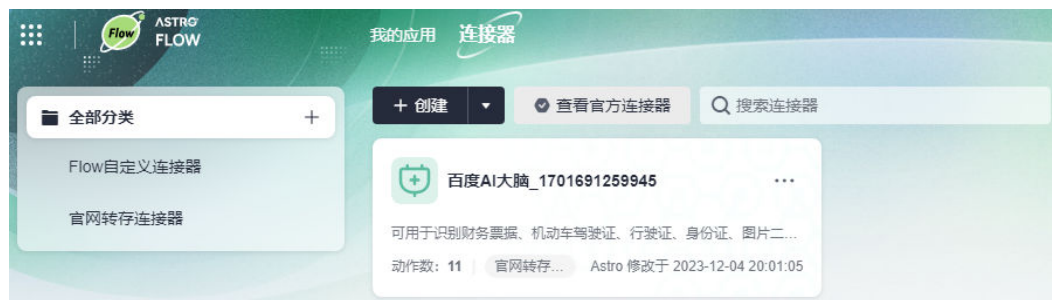 Flow ASTRO FLOW 我的应用 连接器
全部分类 +
Flow自定义连接器
官网转存连接器
+ 创建 查看官方连接器 搜索连接器
百度AI大脑_1701691259945 ...
可用于识别财务票据、机动车驾驶证、行驶证、身份证、图片二...
动作数：11 官网转存... Astro 修改于 2023-12-04 20:01:05